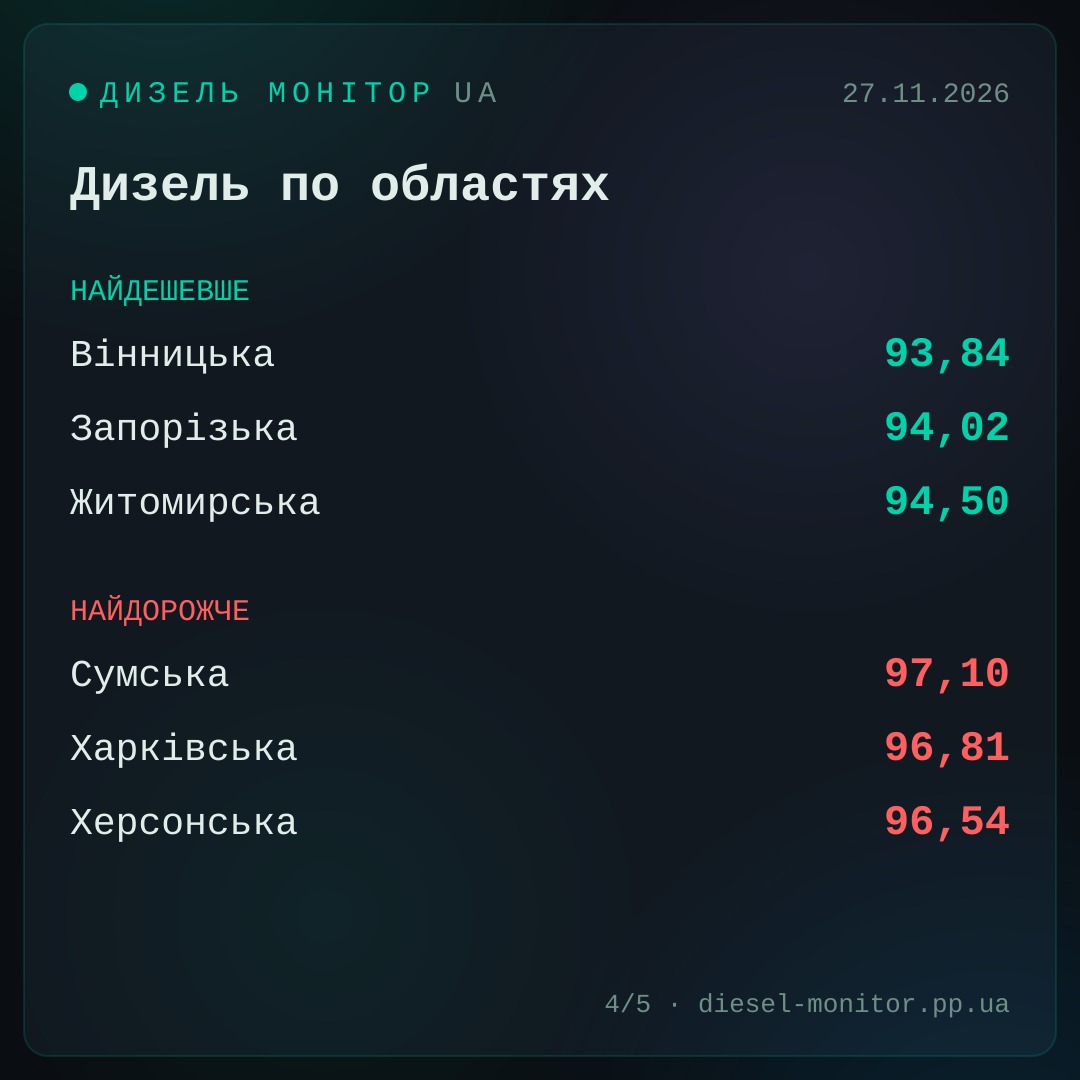 ДИЗЕЛЬ МОНІТОР UA 27.11.2026
Дизель по областях
НАЙДЕШЕВШЕ
Вінницька 93,84
Запорізька 94,02
Житомирська 94,50
НАЙДОРОЖЧЕ
Сумська 97,10
Харківська 96,81
Херсонська 96,54
4/5 · diesel-monitor.pp.ua